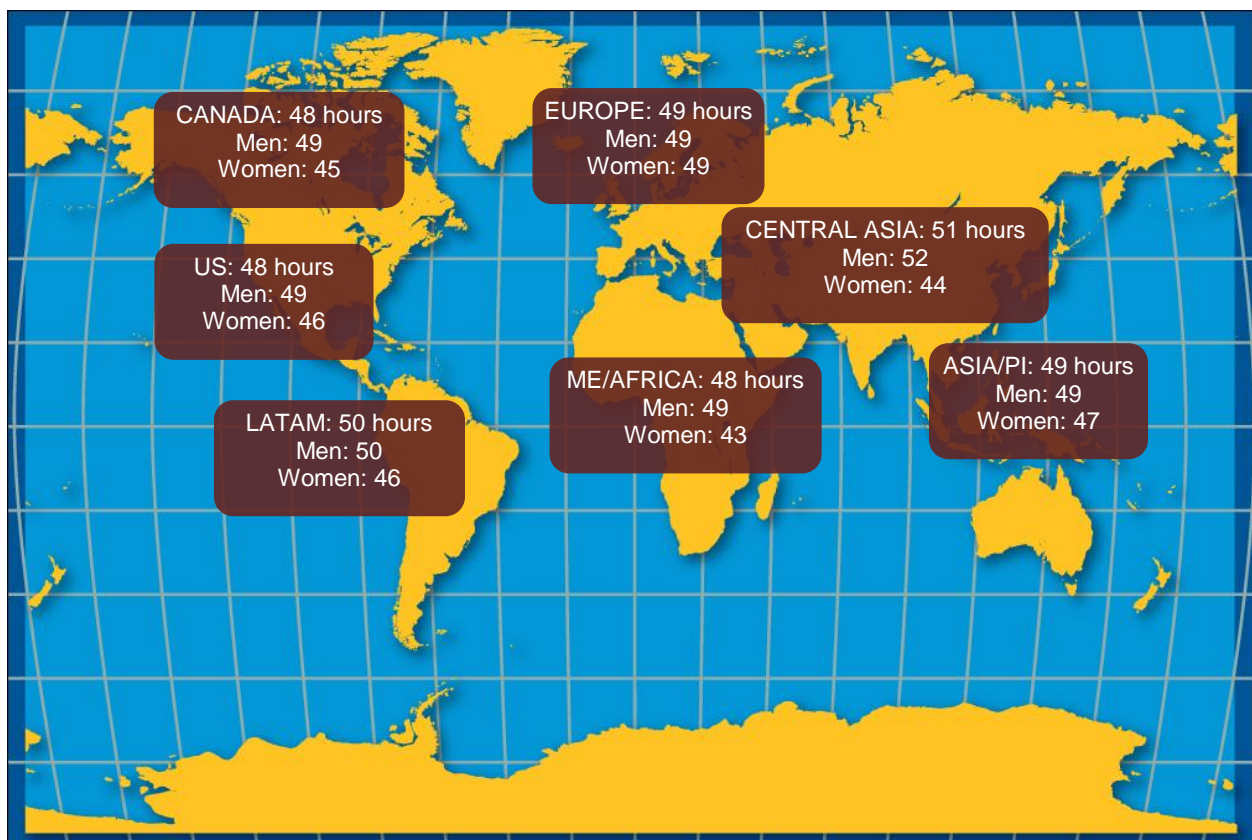 CANADA: 48 hours
Men: 49
Women: 45
EUROPE: 49 hours
Men: 49
Women: 49
CENTRAL ASIA: 51 hours
Men: 52
Women: 44
US: 48 hours
Men: 49
Women: 46
ME/AFRICA: 48 hours
Men: 49
Women: 43
ASIA/PI: 49 hours
Men: 49
Women: 47
LATAM: 50 hours
Men: 50
Women: 46